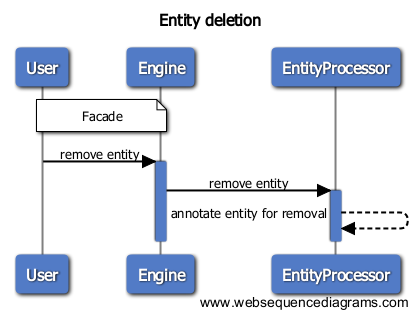 Entity deletion
User Engine EntityProcessor
Facade
remove entity
remove entity
annotate entity for removal
User Engine EntityProcessor
www.websequencediagrams.com